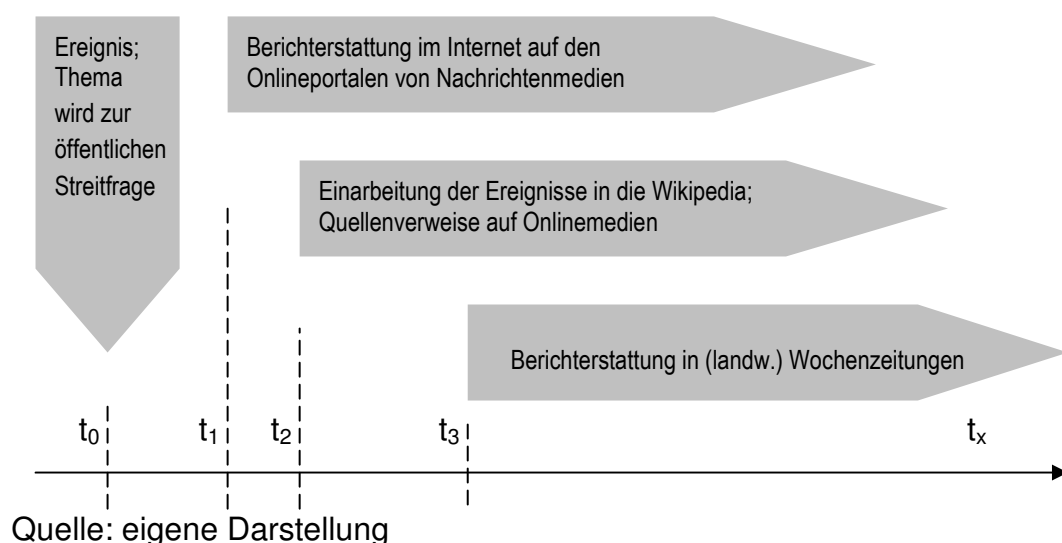 Ereignis;
Thema
wird zur
öffentlichen
Streitfrage
Berichterstattung im Internet auf den
Onlineportalen von Nachrichtenmedien
Einarbeitung der Ereignisse in die Wikipedia;
Quellenverweise auf Onlinemedien
Berichterstattung in (landw.) Wochenzeitungen
t₀ t₁ t₂ t₃ tₓ
Quelle: eigene Darstellung